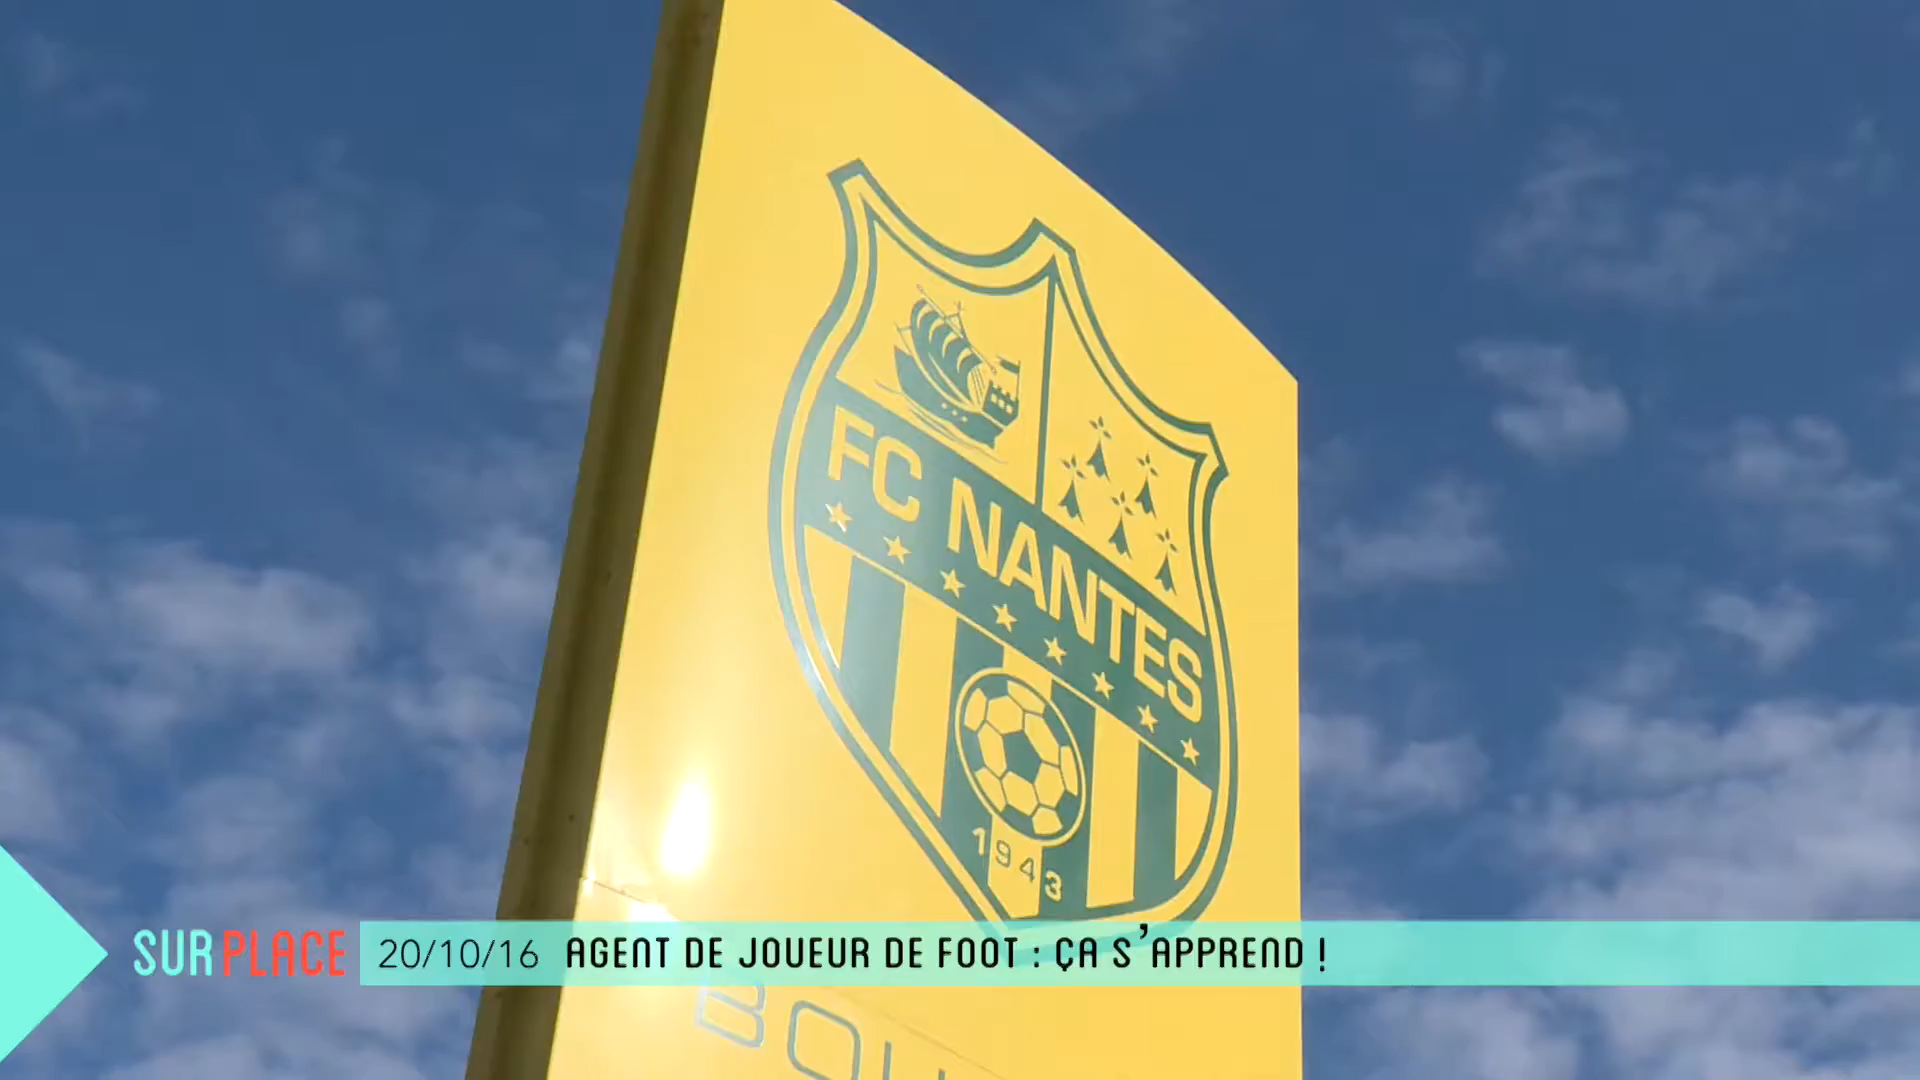 FC NANTES
1943
SUR PLACE 20/10/16 AGENT DE JOUEUR DE FOOT : ÇA S'APPREND !